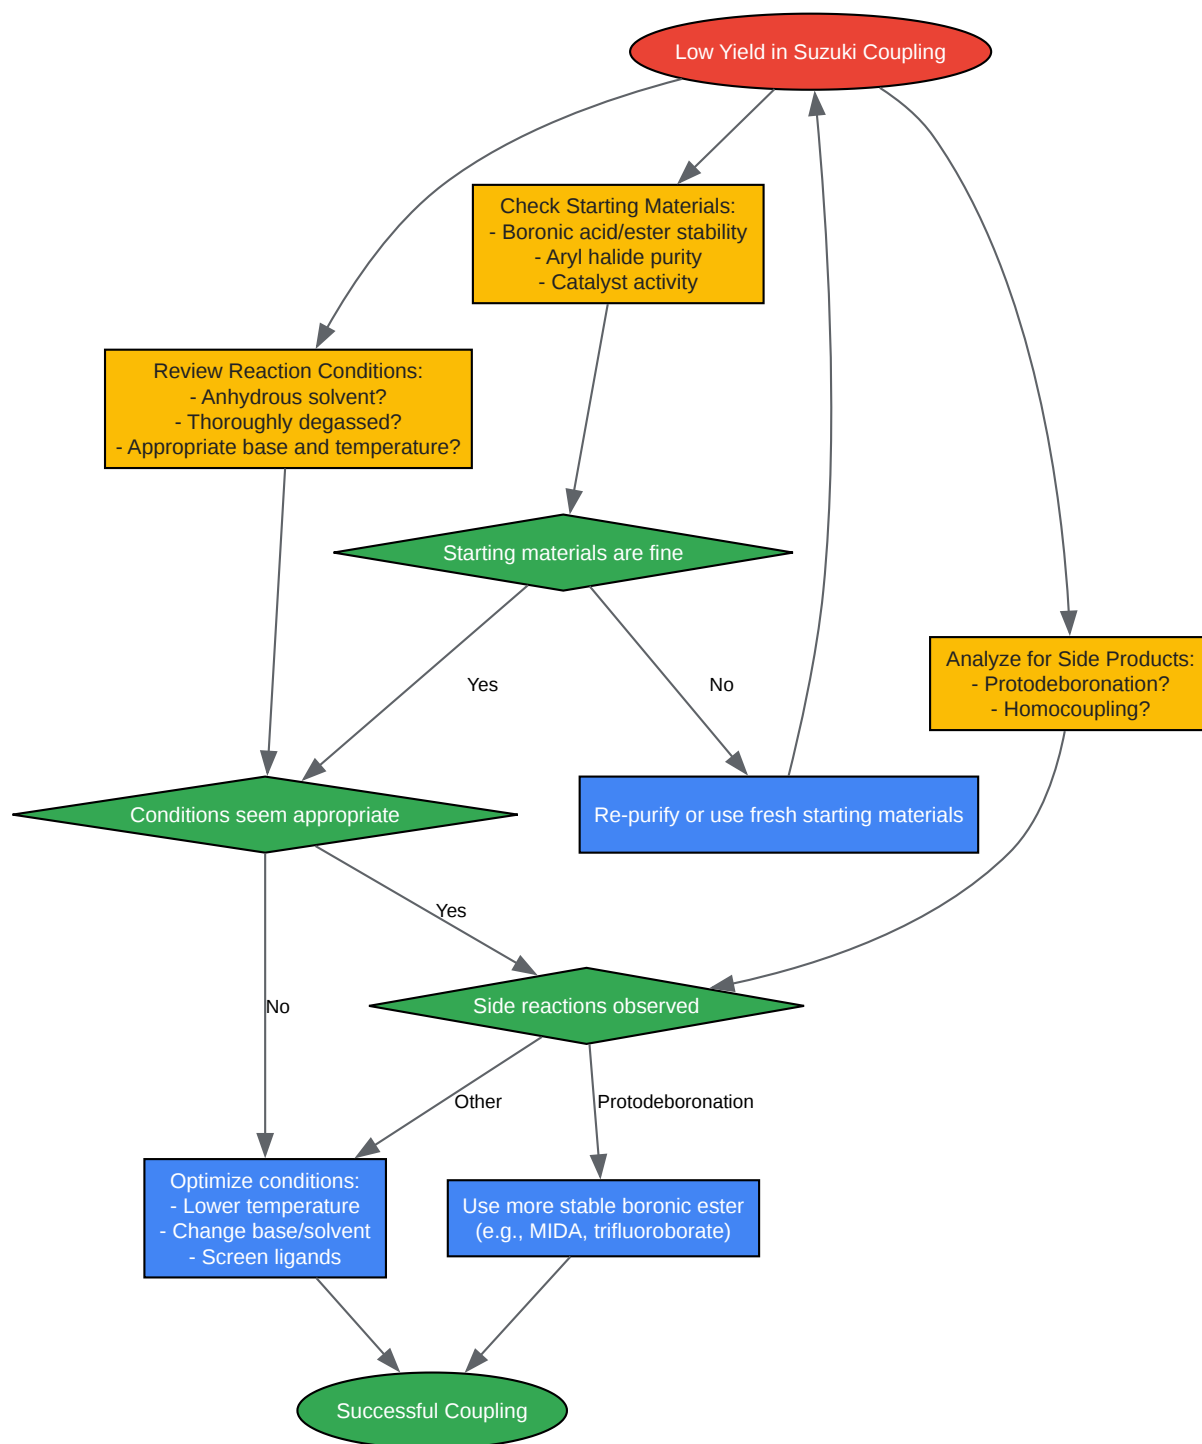 Low Yield in Suzuki Coupling
Check Starting Materials:
- Boronic acid/ester stability
- Aryl halide purity
- Catalyst activity
Review Reaction Conditions:
- Anhydrous solvent?
- Thoroughly degassed?
- Appropriate base and temperature?
Starting materials are fine
Analyze for Side Products:
- Protodeboronation?
- Homocoupling?
Yes
No
Conditions seem appropriate
Re-purify or use fresh starting materials
Yes
No
Side reactions observed
Other
Protodeboronation
Optimize conditions:
- Lower temperature
- Change base/solvent
- Screen ligands
Use more stable boronic ester
(e.g., MIDA, trifluoroborate)
Successful Coupling